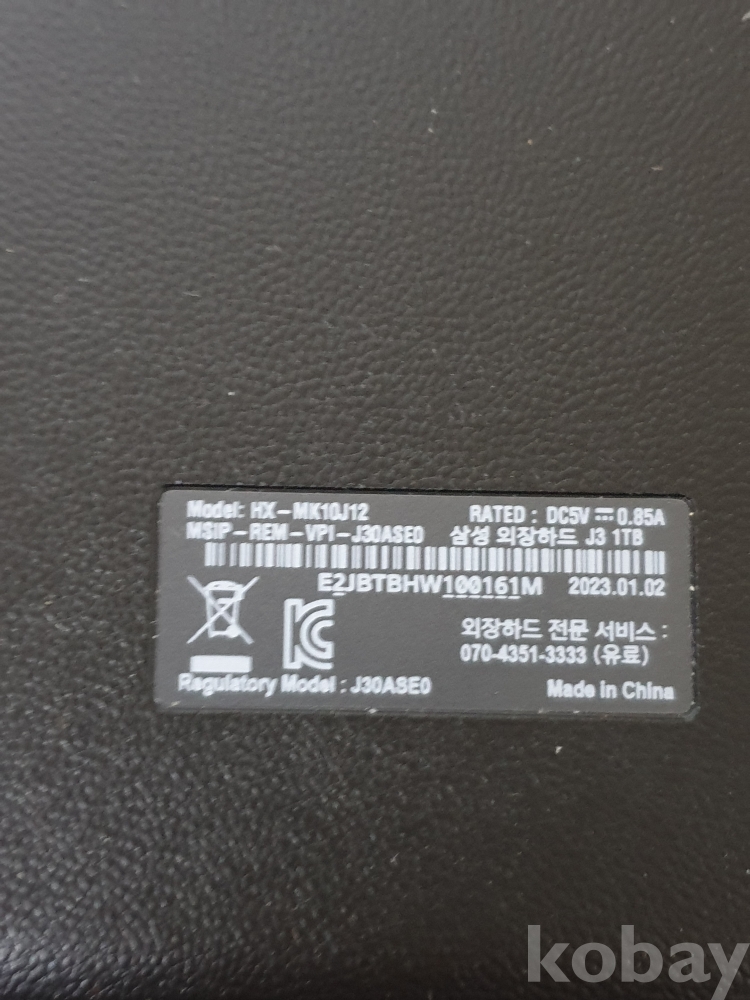 Model: HX-MK10J12 RATED : DC5V 0.85A
MSIP-REM-VPI-J30ASE0 삼성 외장하드 J3 1TB
E2JBTBHW100161M 2023.01.02
외장하드 전문 서비스 :
070-4351-3333 (유료)
Regulatory Model : J30ASE0 Made in China
kobay